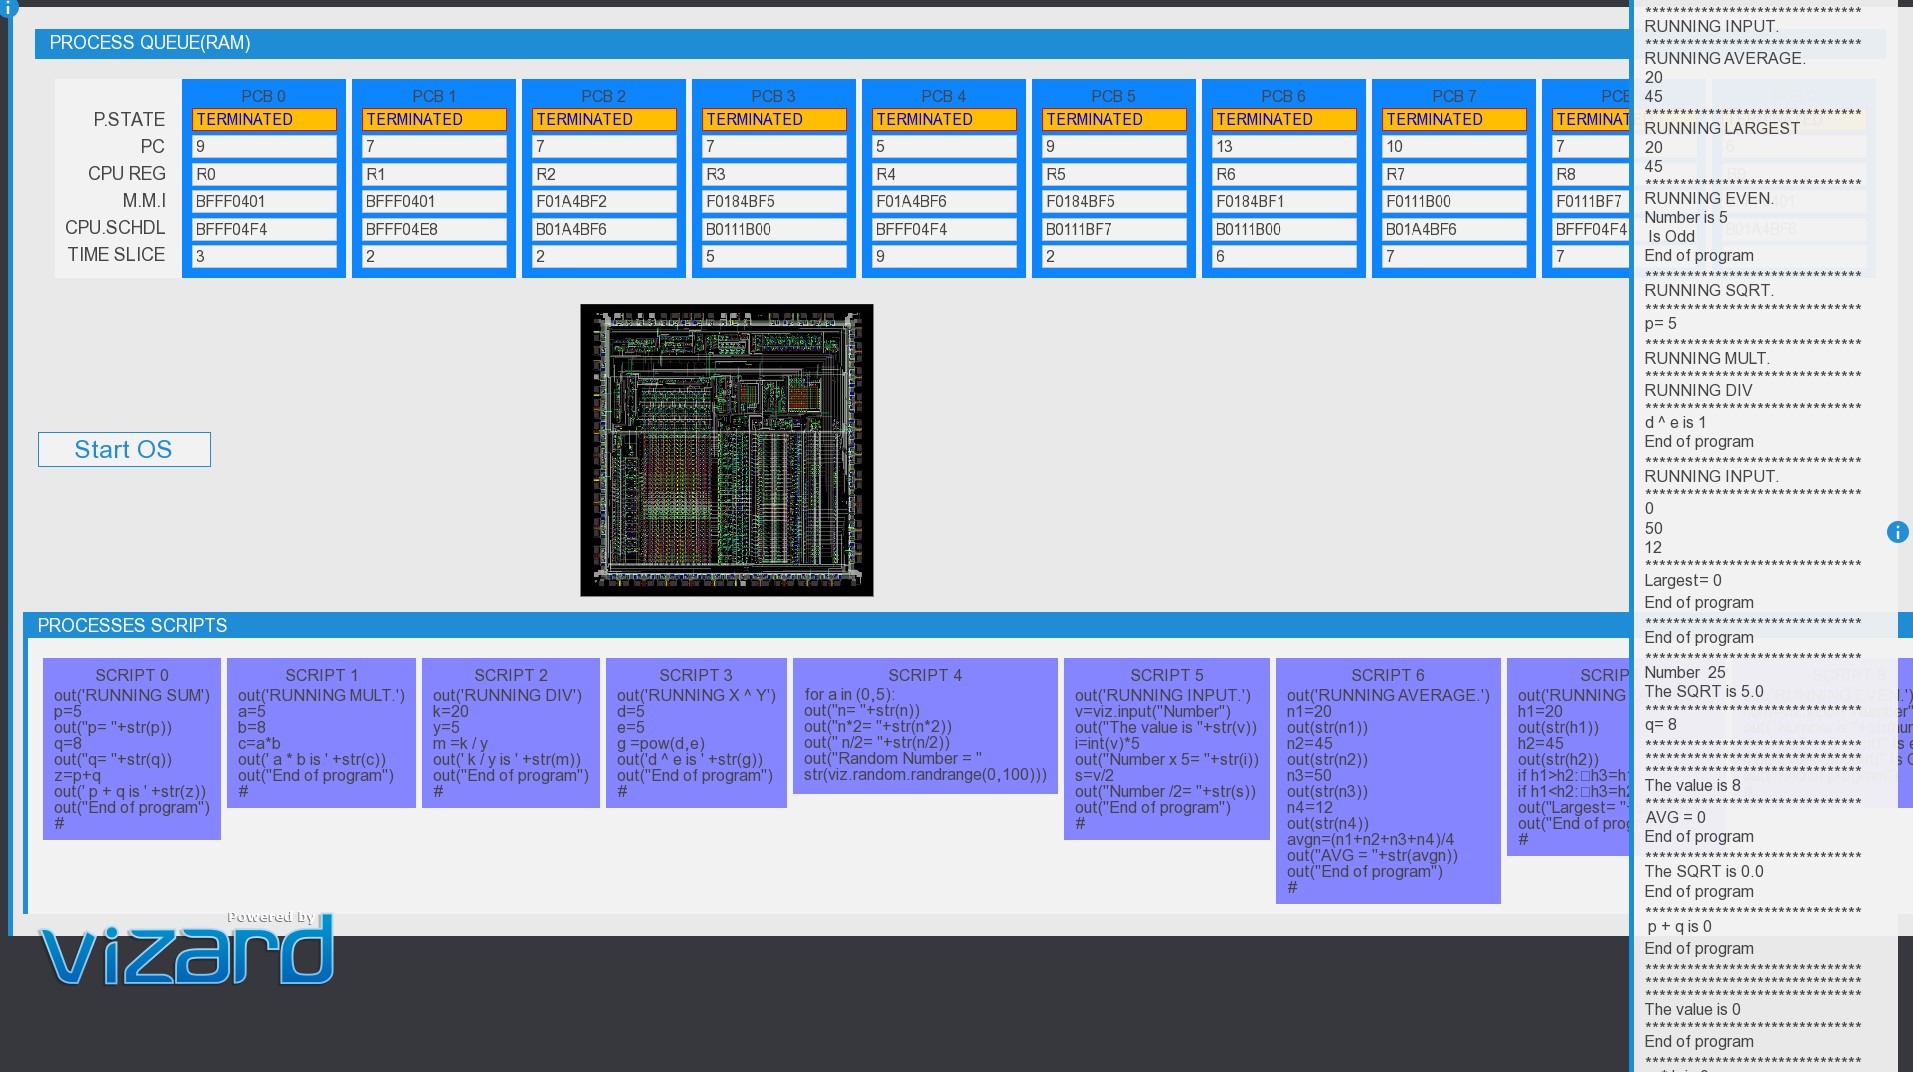 PROCESS QUEUE(RAM)
PCB 0 PCB 1 PCB 2 PCB 3 PCB 4 PCB 5 PCB 6 PCB 7 PCB
P.STATE TERMINATED TERMINATED TERMINATED TERMINATED TERMINATED TERMINATED TERMINATED TERMINATED TERMINAT
PC 9 7 7 7 5 9 13 10 7 6
CPU REG R0 R1 R2 R3 R4 R5 R6 R7 R8
M.M.I BFFF0401 BFFF0401 F01A4BF2 F0184BF5 F01A4BF6 F0184BF5 F0184BF1 F0111B00 F0111BF7
CPU.SCHDL BFFF04F4 BFFF04E8 B01A4BF6 B0111B00 BFFF04F4 B0111BF7 B0111B00 B01A4BF6 BFFF04F4 B01A4BF6
TIME SLICE 3 2 2 5 9 2 6 7 7
Start OS
PROCESSES SCRIPTS
SCRIPT 0
out('RUNNING SUM')
p=5
out("p= "+str(p))
q=8
out("q= "+str(q))
z=p+q
out(' p + q is ' +str(z))
out("End of program")
#
SCRIPT 1
out('RUNNING MULT.')
a=5
b=8
c=a*b
out(' a * b is ' +str(c))
out("End of program")
#
SCRIPT 2
out('RUNNING DIV')
k=20
y=5
m =k / y
out(' k / y is ' +str(m))
out("End of program")
#
SCRIPT 3
out('RUNNING X ^ Y')
d=5
e=5
g =pow(d,e)
out('d ^ e is ' +str(g))
out("End of program")
#
SCRIPT 4
for a in (0,5):
out("n= "+str(n))
out("n*2= "+str(n*2))
out(" n/2= "+str(n/2))
out("Random Number = "
str(viz.random.randrange(0,100)))
SCRIPT 5
out('RUNNING INPUT.')
v=viz.input("Number")
out("The value is "+str(v))
i=int(v)*5
out("Number x 5= "+str(i))
s=v/2
out("Number /2= "+str(s))
out("End of program")
#
SCRIPT 6
out('RUNNING AVERAGE.')
n1=20
out(str(n1))
n2=45
out(str(n2))
n3=50
out(str(n3))
n4=12
out(str(n4))
avgn=(n1+n2+n3+n4)/4
out("AVG = "+str(avgn))
out("End of program")
#
SCRIP
out('RUNNING
h1=20
out(str(h1))
h2=45
out(str(h2))
if h1>h2: □h3=h1
if h1<h2: □h3=h2
out("Largest= "+
out("End of prog
#
*******************************
RUNNING INPUT.
*******************************
RUNNING AVERAGE.
20
45
*******************************
RUNNING LARGEST
20
45
*******************************
RUNNING EVEN.
Number is 5
Is Odd
End of program
*******************************
RUNNING SQRT.
*******************************
p= 5
*******************************
RUNNING MULT.
*******************************
RUNNING DIV
*******************************
d ^ e is 1
End of program
*******************************
RUNNING INPUT.
*******************************
0
50
12
*******************************
Largest= 0
End of program
*******************************
End of program
*******************************
Number 25
The SQRT is 5.0
*******************************
q= 8
*******************************
*******************************
*******************************
The value is 8
*******************************
AVG = 0
End of program
*******************************
The SQRT is 0.0
End of program
*******************************
p + q is 0
End of program
*******************************
*******************************
*******************************
The value is 0
*******************************
End of program
*******************************
Powered by
vizard